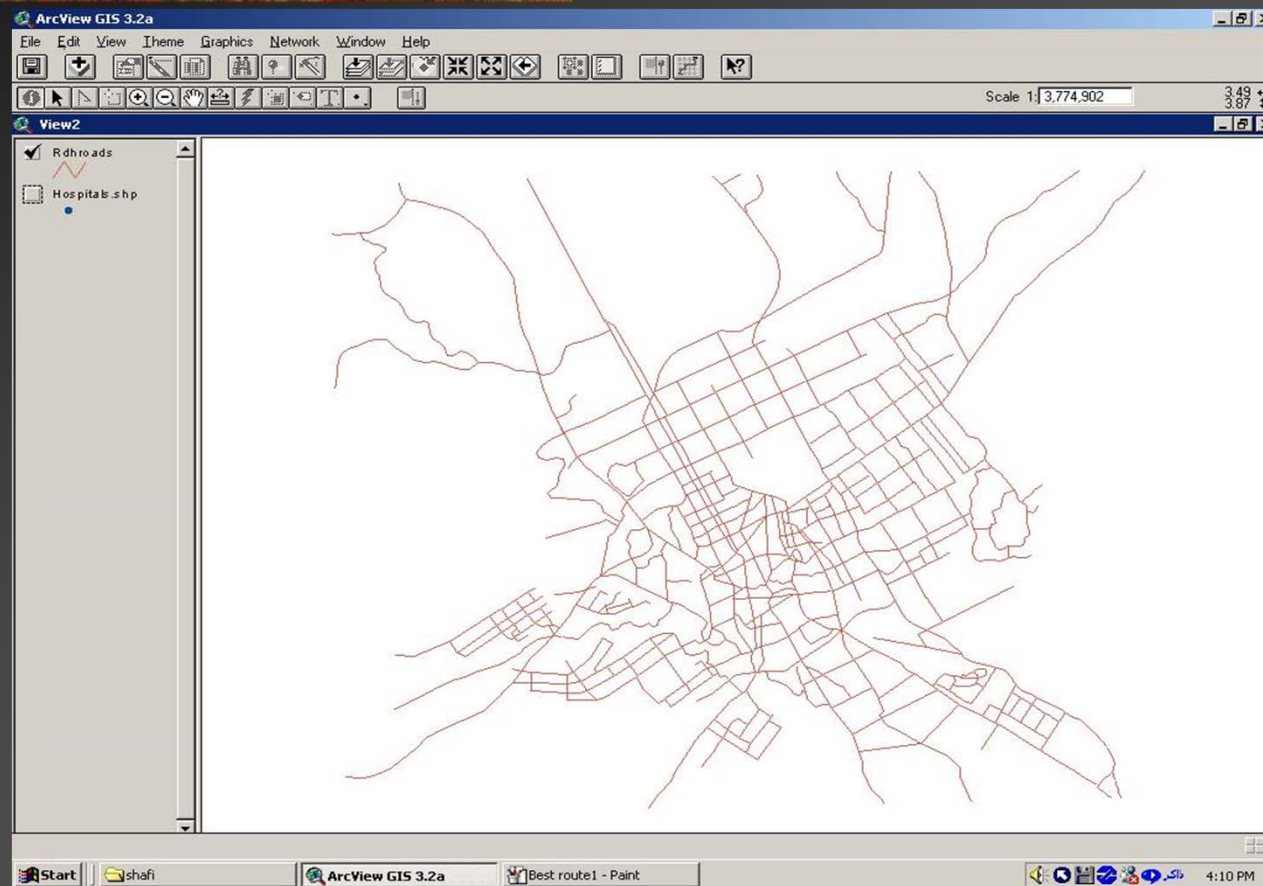 ArcView GIS 3.2a
File Edit View Theme Graphics Network Window Help
Scale 1: 3,774,902
3.49
3.87
View2
Rdhroads
Hospitals.shp
Start shafi ArcView GIS 3.2a Best route1 - Paint 4:10 PM